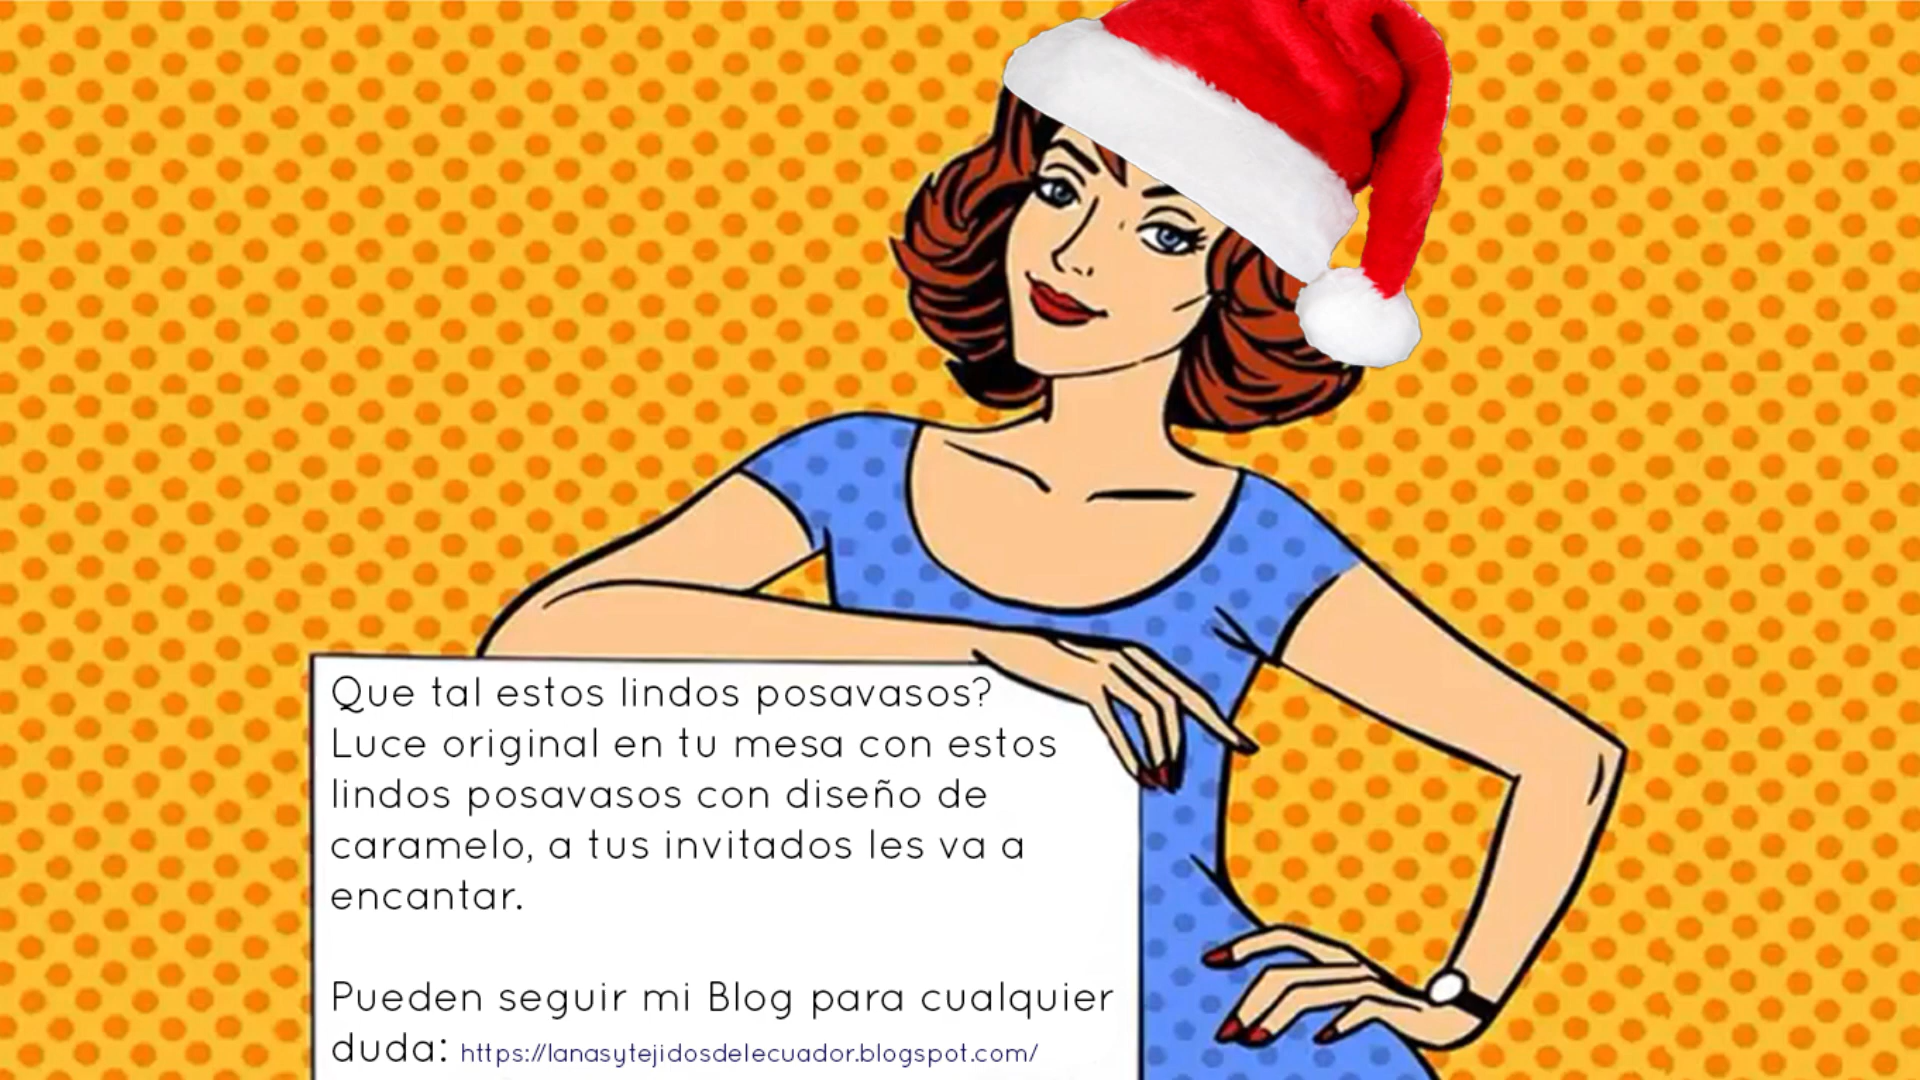 Que tal estos lindos posavasos?
Luce original en tu mesa con estos
lindos posavasos con diseño de
caramelo, a tus invitados les va a
encantar.
Pueden seguir mi Blog para cualquier
duda: https://lanasytejidosdelecuador.blogspot.com/